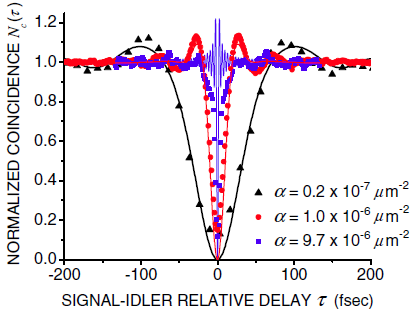 NORMALIZED COINCIDENCE N_c(τ)
1.2
1.0
0.8
0.6
0.4
0.2
0.0
-200
-100
0
100
200
α = 0.2 x 10⁻⁷ μm⁻²
α = 1.0 x 10⁻⁶ μm⁻²
α = 9.7 x 10⁻⁶ μm⁻²
SIGNAL-IDLER RELATIVE DELAY τ (fsec)